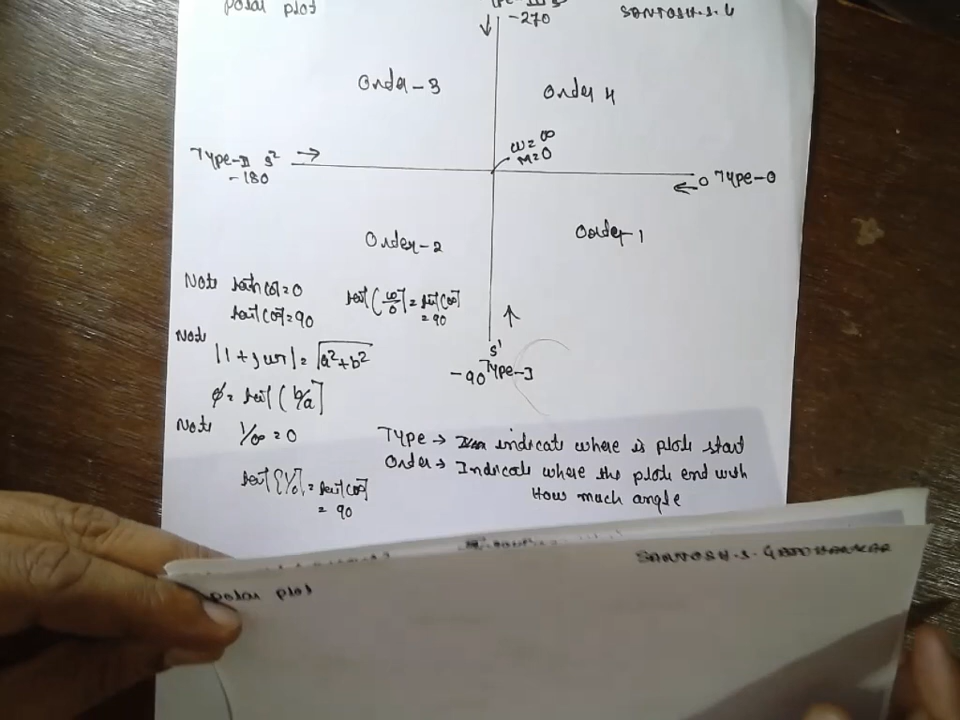 Polar plot
SANTOSH.S.G
-270
Order-3
Order 4
ω=∞
M=0
Type-II s²
-180
0 Type-0
Order-2
Order-1
Note tan⁻¹(0)=0
tan⁻¹(∞)=90
tan⁻¹(∞/0)=tan⁻¹(∞)
=90
Note
|1+jωT|=√a²+b²
s¹
-90 Type-I
φ=tan⁻¹(b/a)
Note 1/∞=0
Type → indicate where is plote start
Order → Indicate where the plote end with
How much angle
tan⁻¹{1/0}=tan⁻¹(∞)
= 90
Polar plot